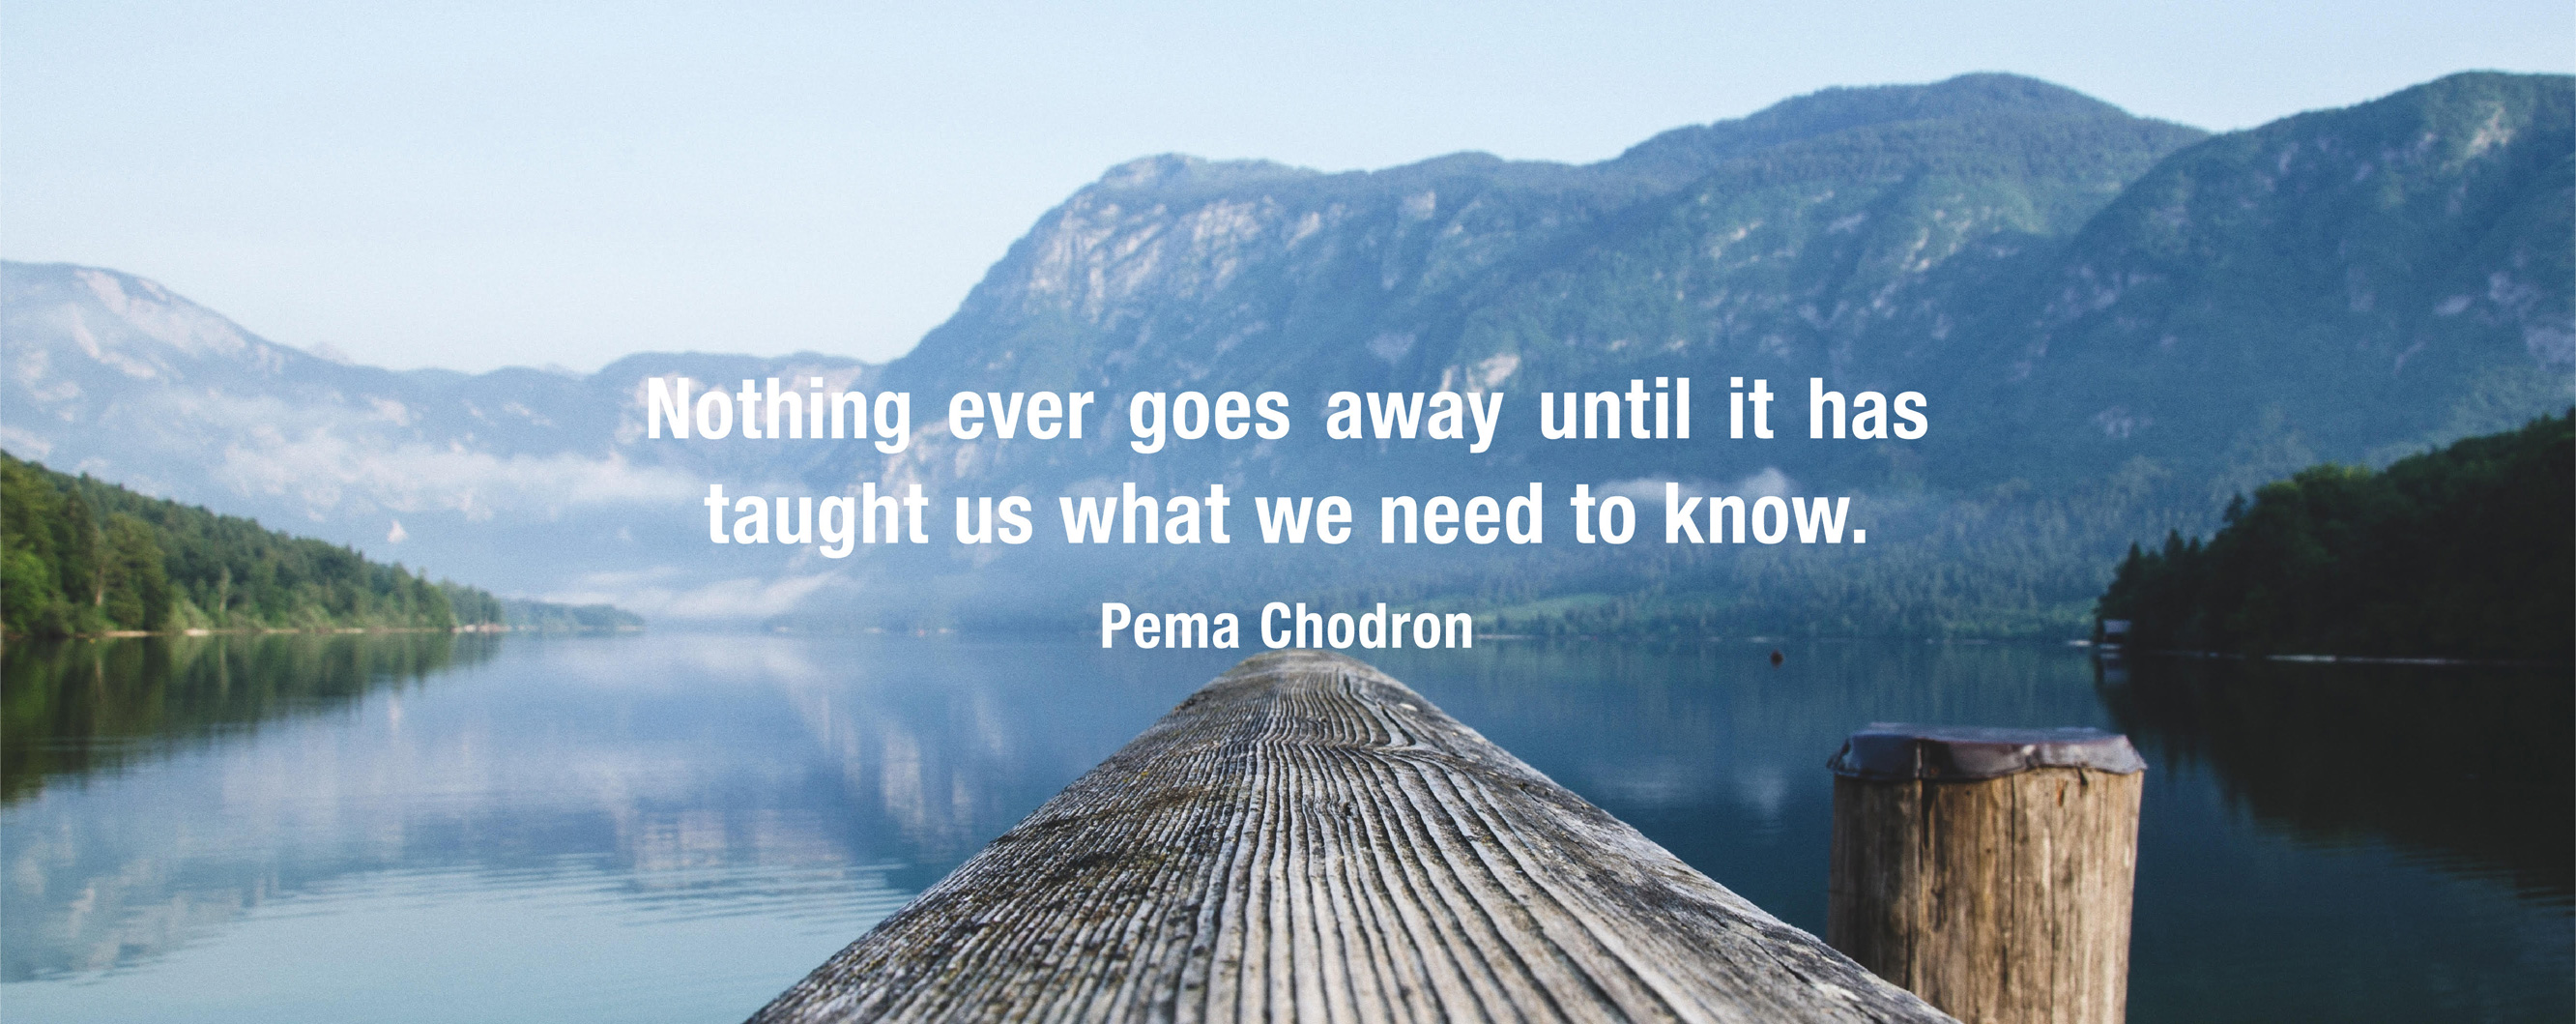 Nothing ever goes away until it has
taught us what we need to know.
Pema Chodron